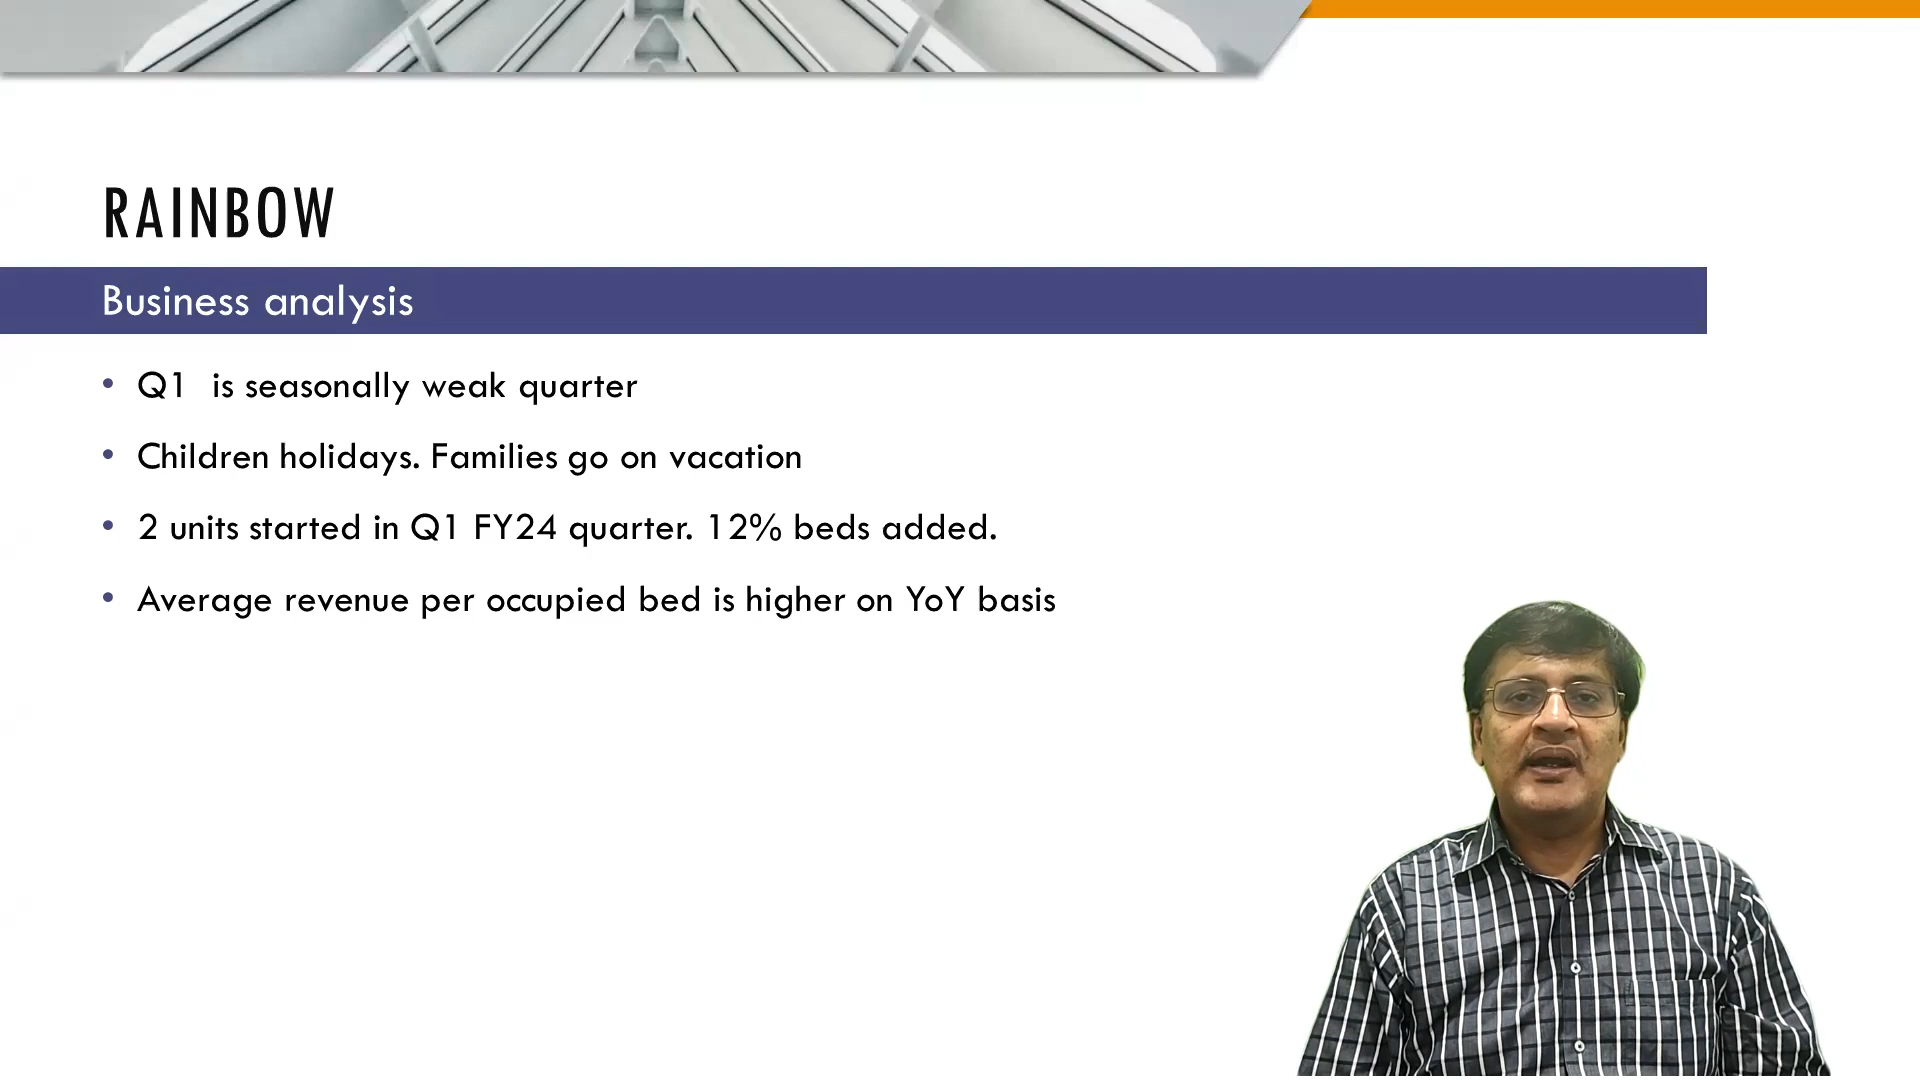 RAINBOW
Business analysis
• Q1 is seasonally weak quarter
• Children holidays. Families go on vacation
• 2 units started in Q1 FY24 quarter. 12% beds added.
• Average revenue per occupied bed is higher on YoY basis